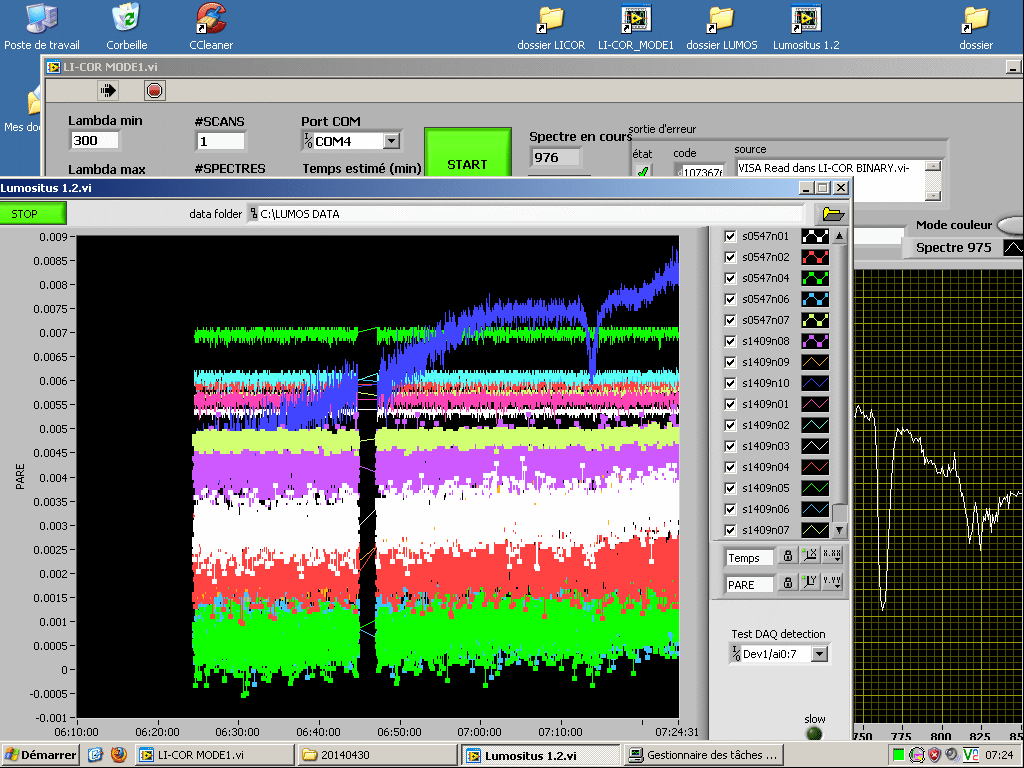 Poste de travail
Corbeille
CCleaner
dossier LICOR
LI-COR_MODE1
dossier LUMOS
Lumositus 1.2
dossier
Mes do
LI-COR MODE1.vi
Lambda min
300
Lambda max
#SCANS
1
#SPECTRES
Port COM
COM4
Temps estimé (min)
START
Spectre en cours
976
sortie d'erreur
état
code
107367
source
VISA Read dans LI-COR BINARY.vi-
Mode couleur
Spectre 975
Lumositus 1.2.vi
STOP
data folder
C:\LUMOS DATA
0.009
0.0085
0.008
0.0075
0.007
0.0065
0.006
0.0055
0.005
0.0045
0.004
0.0035
0.003
0.0025
0.002
0.0015
0.001
0.0005
0
-0.0005
-0.001
PARE
06:10:00
06:20:00
06:30:00
06:40:00
06:50:00
07:00:00
07:10:00
07:24:31
s0547n01
s0547n02
s0547n04
s0547n06
s0547n07
s1409n08
s1409n09
s1409n10
s1409n01
s1409n02
s1409n03
s1409n04
s1409n05
s1409n06
s1409n07
Temps
X.XX
PARE
Y.YY
Test DAQ detection
Dev1/ai0:7
slow
750
775
800
825
85
Démarrer
LI-COR MODE1.vi
20140430
Lumositus 1.2.vi
Gestionnaire des tâches ...
07:24